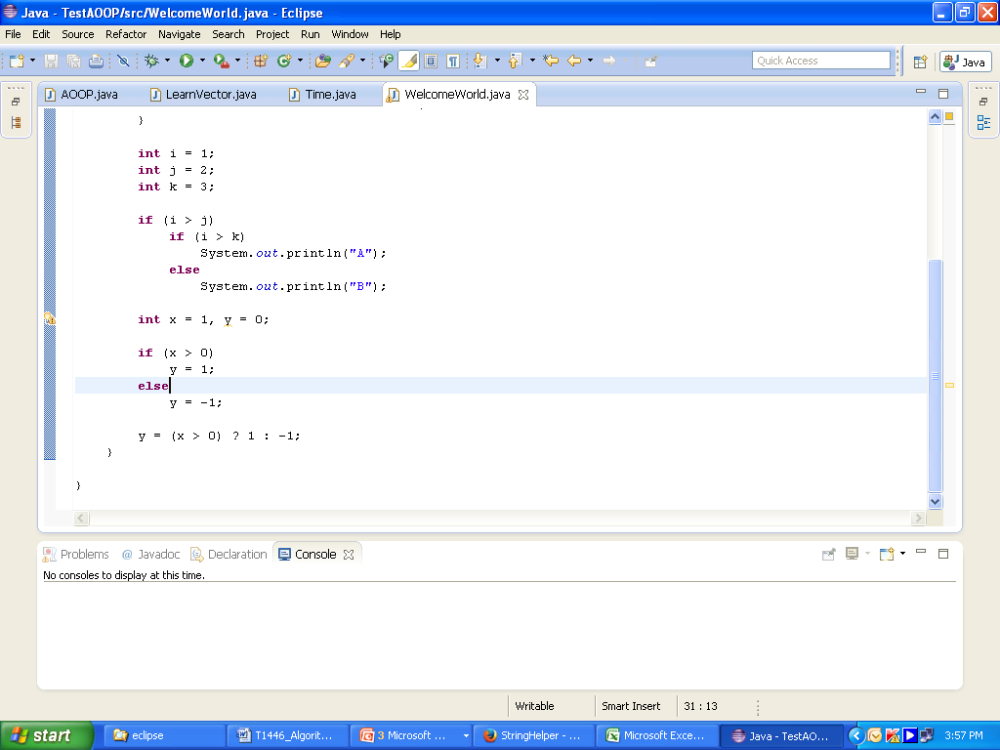 Java - TestAOOP/src/WelcomeWorld.java - Eclipse
File Edit Source Refactor Navigate Search Project Run Window Help
Quick Access
Java
AOOP.java LearnVector.java Time.java WelcomeWorld.java
}
int i = 1;
int j = 2;
int k = 3;
if (i > j)
if (i > k)
System.out.println("A");
else
System.out.println("B");
int x = 1, y = 0;
if (x > 0)
y = 1;
else
y = -1;
y = (x > 0) ? 1 : -1;
}
}
Problems @ Javadoc Declaration Console
No consoles to display at this time.
Writable Smart Insert 31 : 13
start eclipse T1446_Algorit... 3 Microsoft ... StringHelper - ... Microsoft Exce... Java - TestAO... 3:57 PM